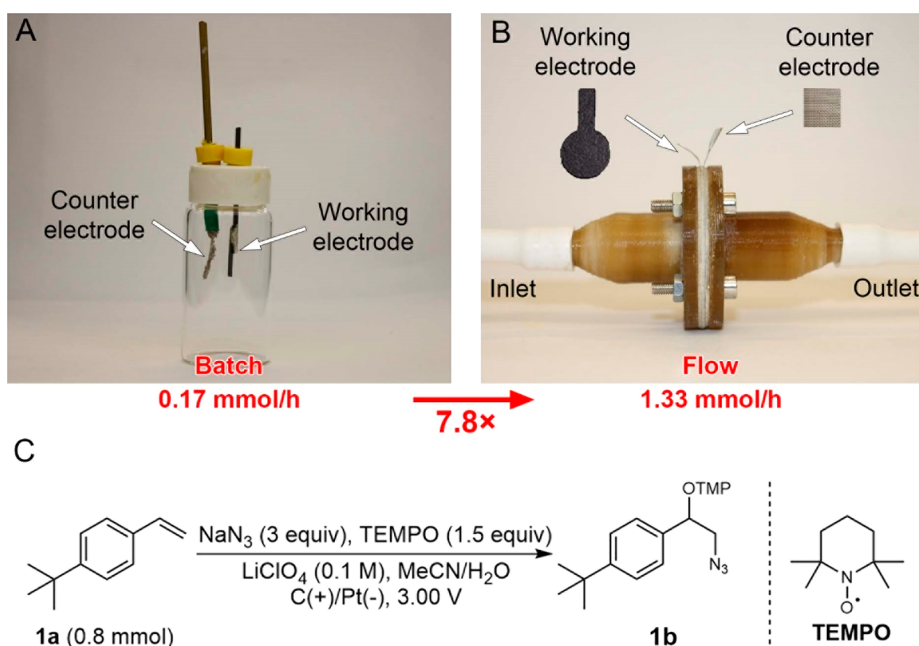 A
Counter
electrode
Working
electrode
Batch
0.17 mmol/h
B
Working
electrode
Counter
electrode
Inlet
Outlet
Flow
1.33 mmol/h
7.8×
C
1a (0.8 mmol)
NaN3 (3 equiv), TEMPO (1.5 equiv)
LiClO4 (0.1 M), MeCN/H2O
C(+)/Pt(-), 3.00 V
OTMP
N3
1b
N
O•
TEMPO